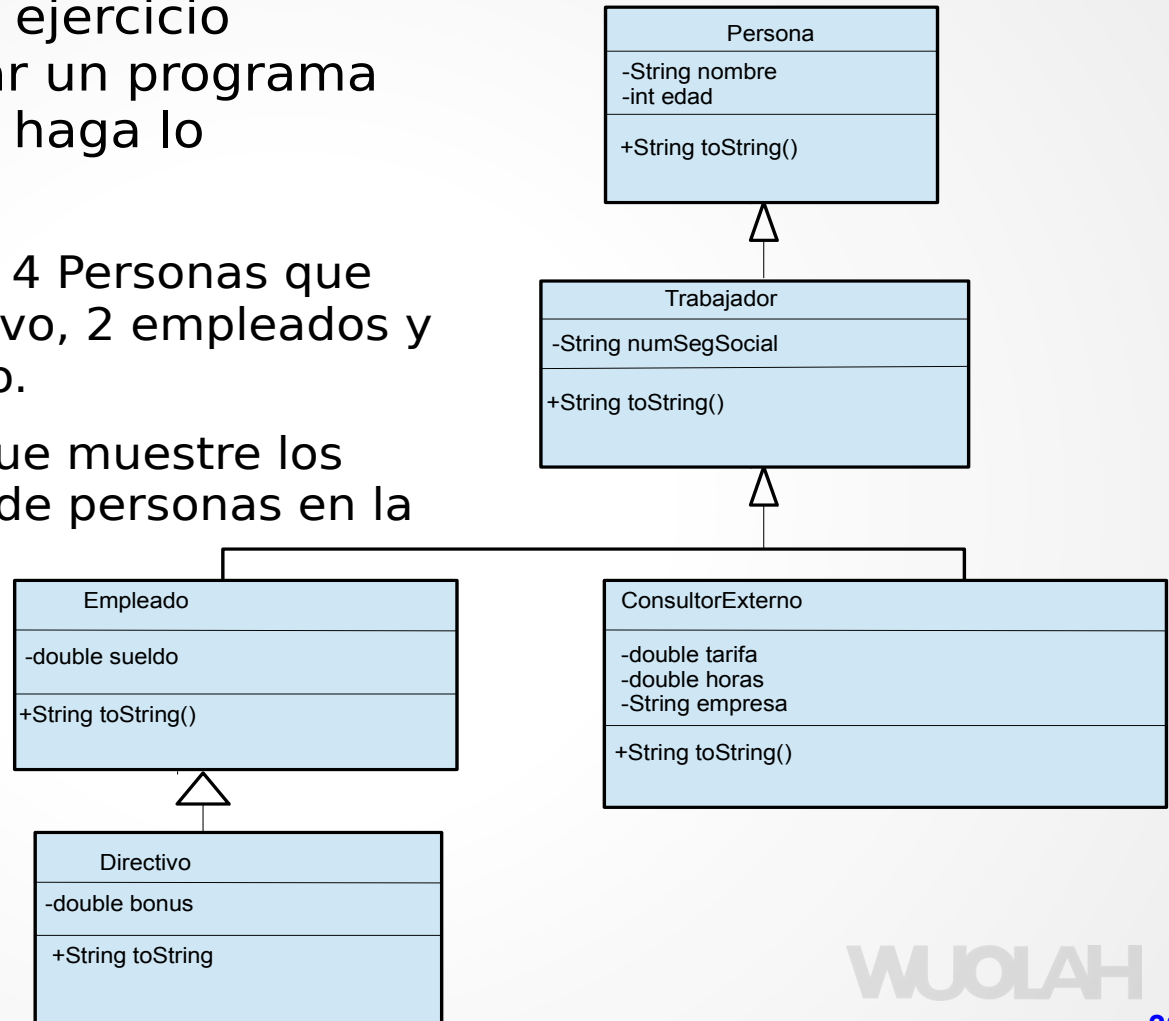 ejercicio
un programa
haga lo
4 Personas que
2 empleados y
que muestre los
de personas en la
Persona
-String nombre
-int edad
+String toString()
Trabajador
-String numSegSocial
+String toString()
Empleado
-double sueldo
+String toString()
ConsultorExterno
-double tarifa
-double horas
-String empresa
+String toString()
Directivo
-double bonus
+String toString
WUOLAH